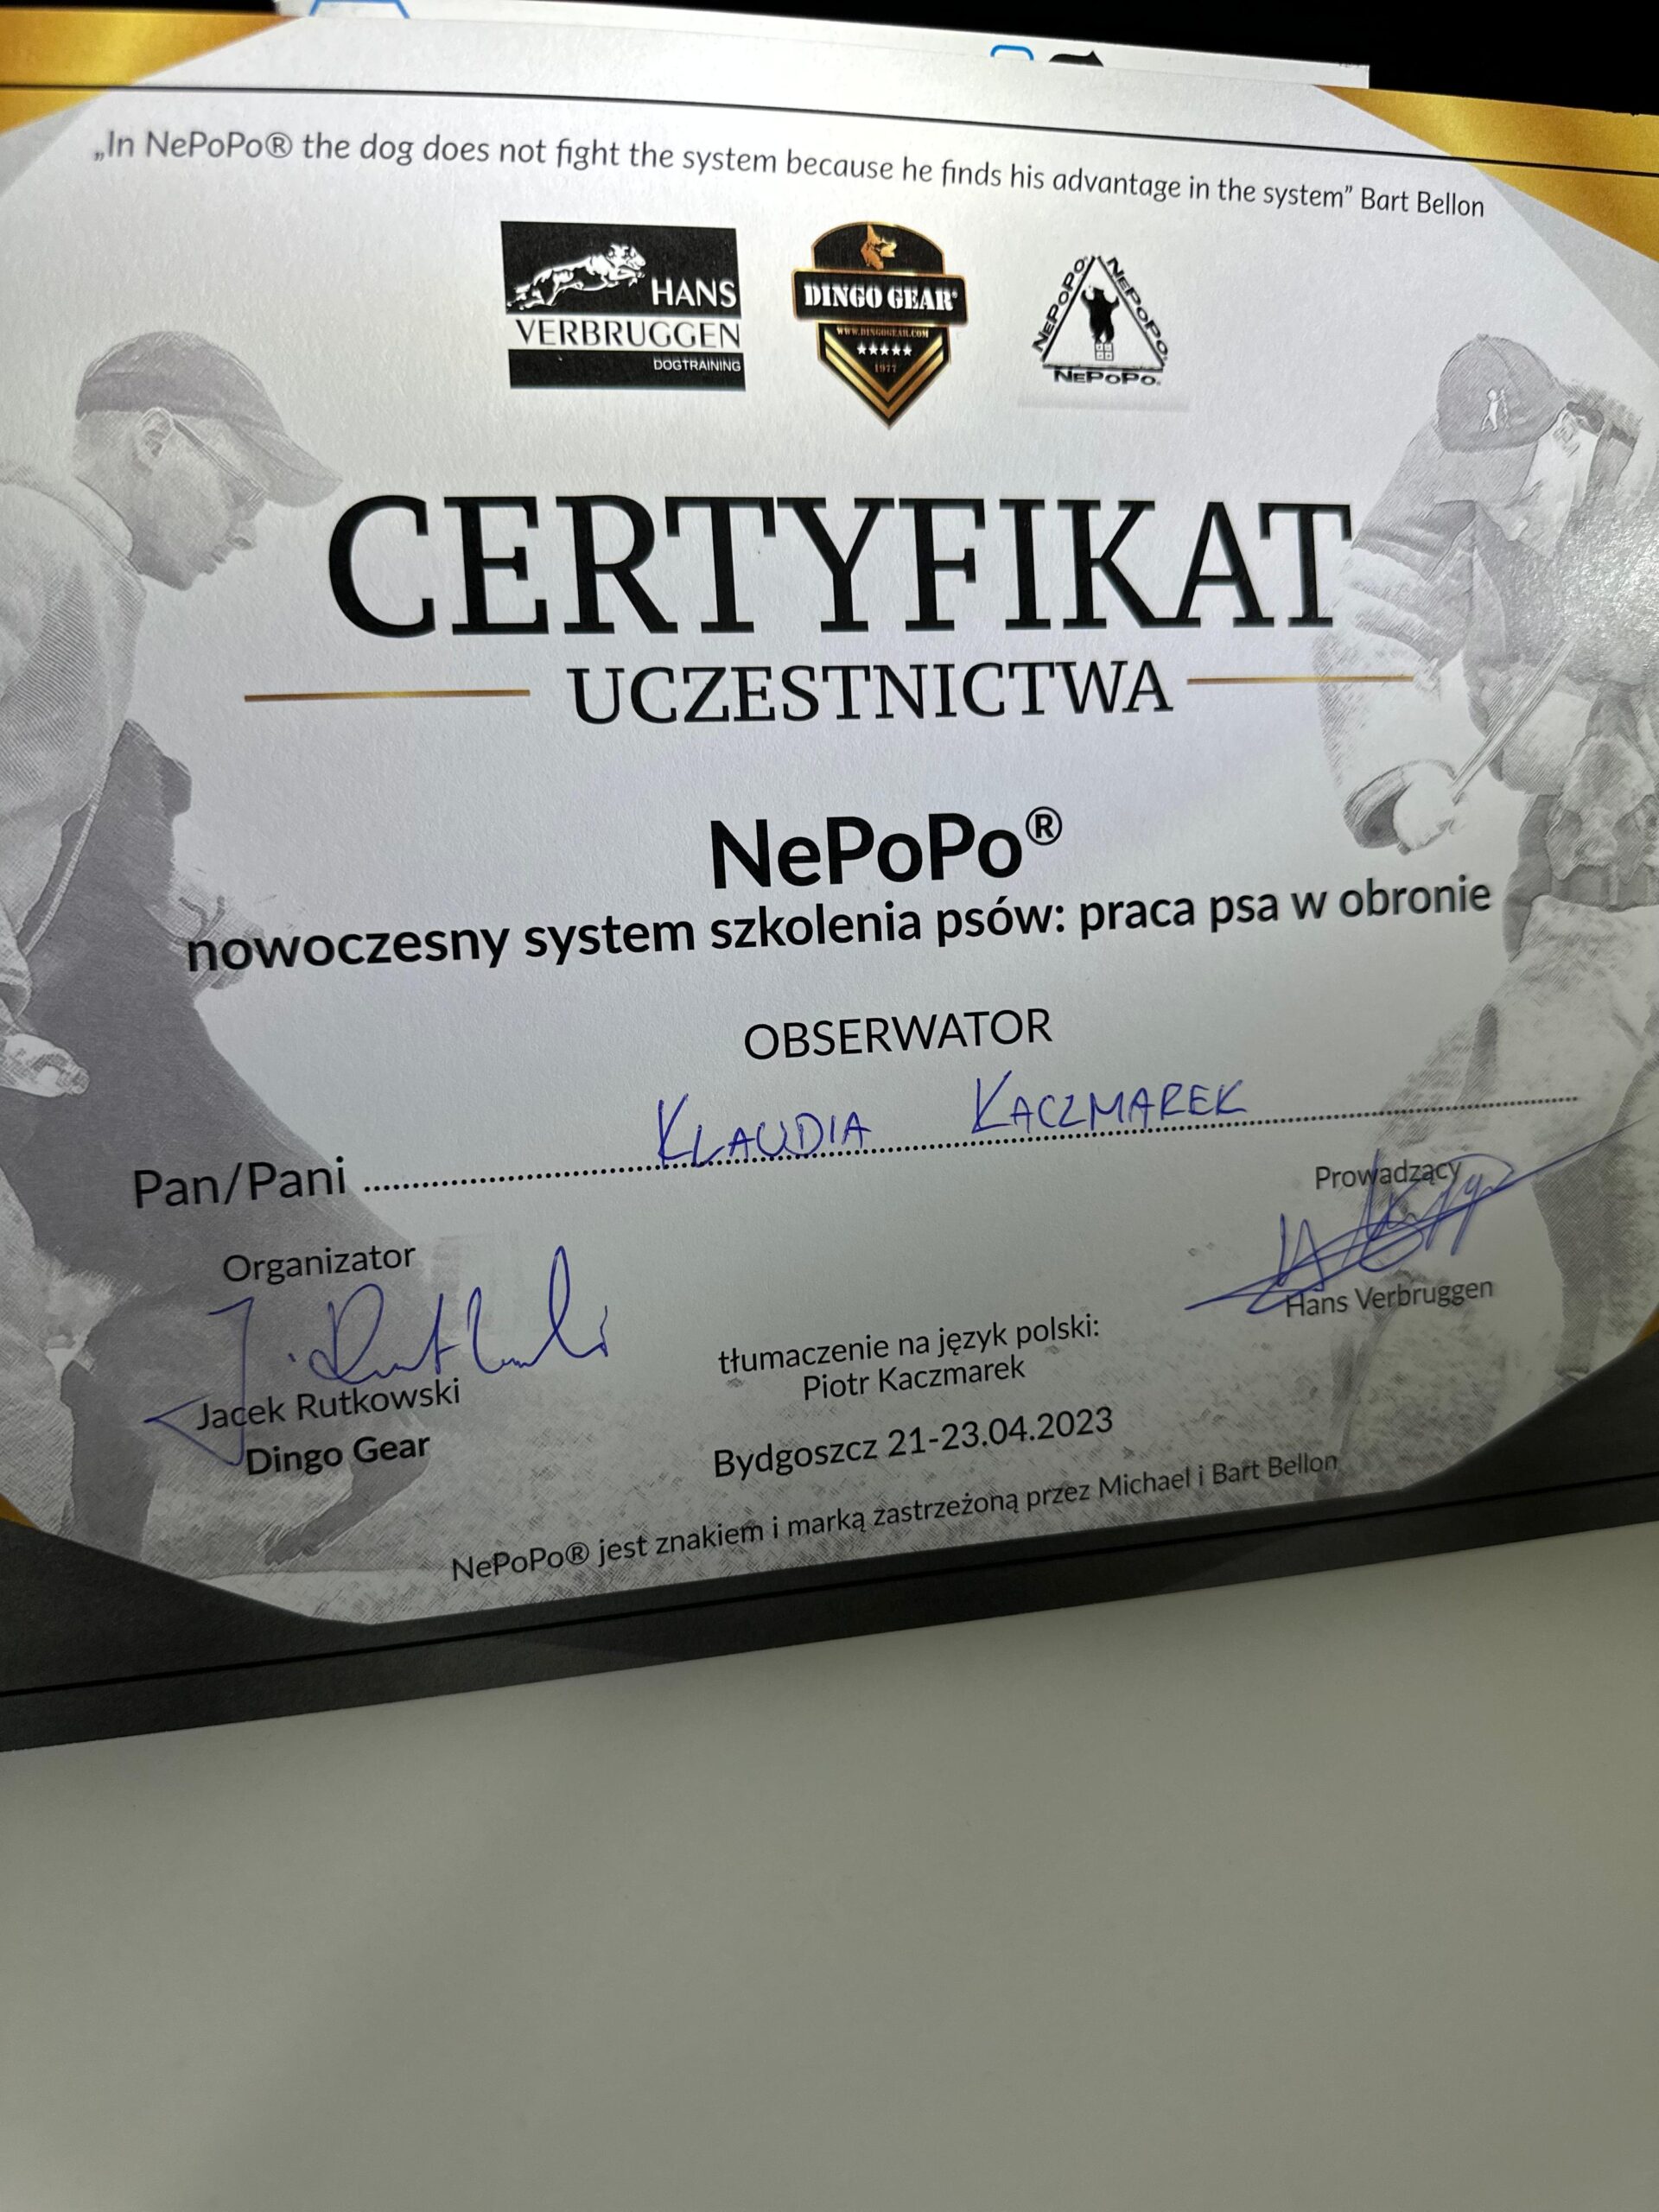 „In NePoPo® the dog does not fight the system because he finds his advantage in the system” Bart Bellon
HANS
VERBRUGGEN
DOGTRAINING
DINGO GEAR®
WWW.DINGOGEAR.COM
1977
NEPOPO®
NEPOPO®
NEPOPO®
CERTYFIKAT
UCZESTNICTWA
NePoPo®
nowoczesny system szkolenia psów: praca psa w obronie
OBSERWATOR
Pan/Pani KLAUDIA KACZMAREK
Prowadzący
Hans Verbruggen
Organizator
Jacek Rutkowski
Dingo Gear
tłumaczenie na język polski:
Piotr Kaczmarek
Bydgoszcz 21-23.04.2023
NePoPo® jest znakiem i marką zastrzeżoną przez Michael i Bart Bellon